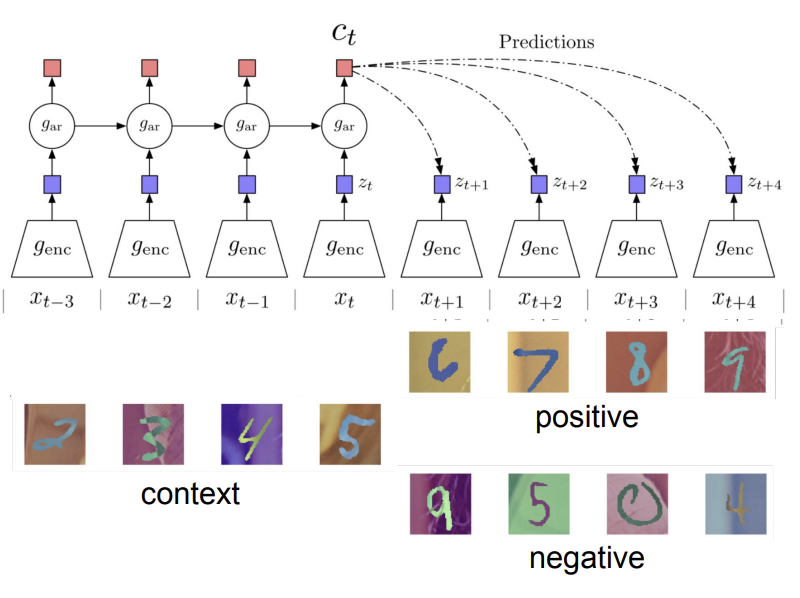 c_t
Predictions
g_ar g_ar g_ar g_ar
z_t z_{t+1} z_{t+2} z_{t+3} z_{t+4}
g_enc g_enc g_enc g_enc g_enc g_enc g_enc g_enc
x_{t−3} x_{t−2} x_{t−1} x_t x_{t+1} x_{t+2} x_{t+3} x_{t+4}
6 7 8 9
positive
2 3 4 5
context
9 5 0 4
negative